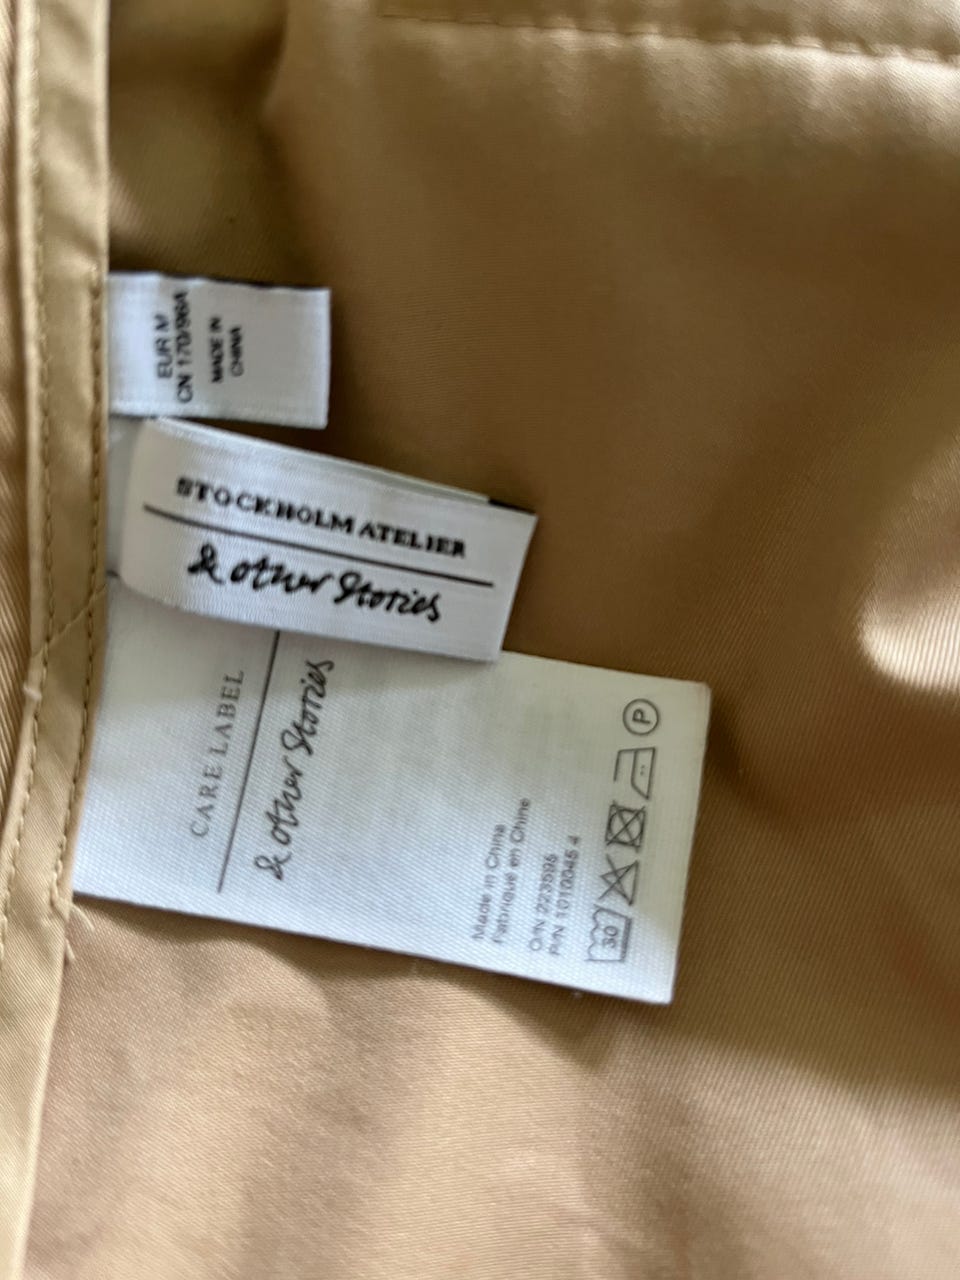 EUR M
CN 170/96A
MADE IN
CHINA
STOCKHOLM ATELIER
& other Stories
CARE LABEL
& other Stories
Made in China
Fabriqué en Chine
O/N 223595
P/N 1010045 4
30
P